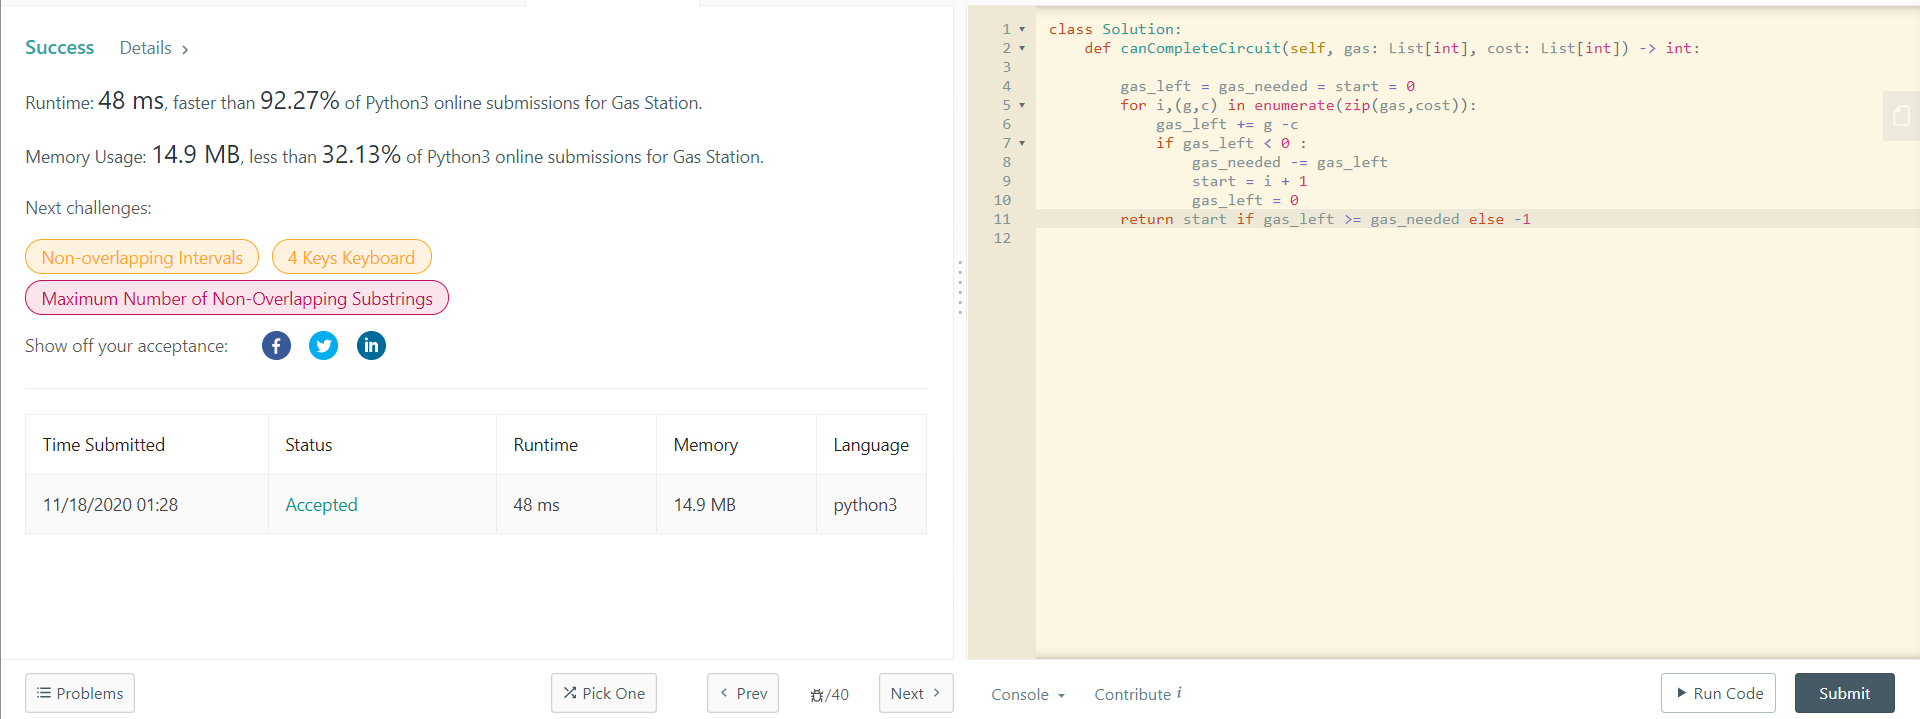 Success Details >
Runtime: 48 ms, faster than 92.27% of Python3 online submissions for Gas Station.
Memory Usage: 14.9 MB, less than 32.13% of Python3 online submissions for Gas Station.
Next challenges:
Non-overlapping Intervals 4 Keys Keyboard
Maximum Number of Non-Overlapping Substrings
Show off your acceptance: f in
Time Submitted Status Runtime Memory Language
11/18/2020 01:28 Accepted 48 ms 14.9 MB python3
Problems Pick One < Prev /40 Next >
1 class Solution:
2     def canCompleteCircuit(self, gas: List[int], cost: List[int]) -> int:
3
4         gas_left = gas_needed = start = 0
5         for i,(g,c) in enumerate(zip(gas,cost)):
6             gas_left += g -c
7             if gas_left < 0 :
8                 gas_needed -= gas_left
9                 start = i + 1
10                 gas_left = 0
11         return start if gas_left >= gas_needed else -1
12
Console Contribute i Run Code Submit